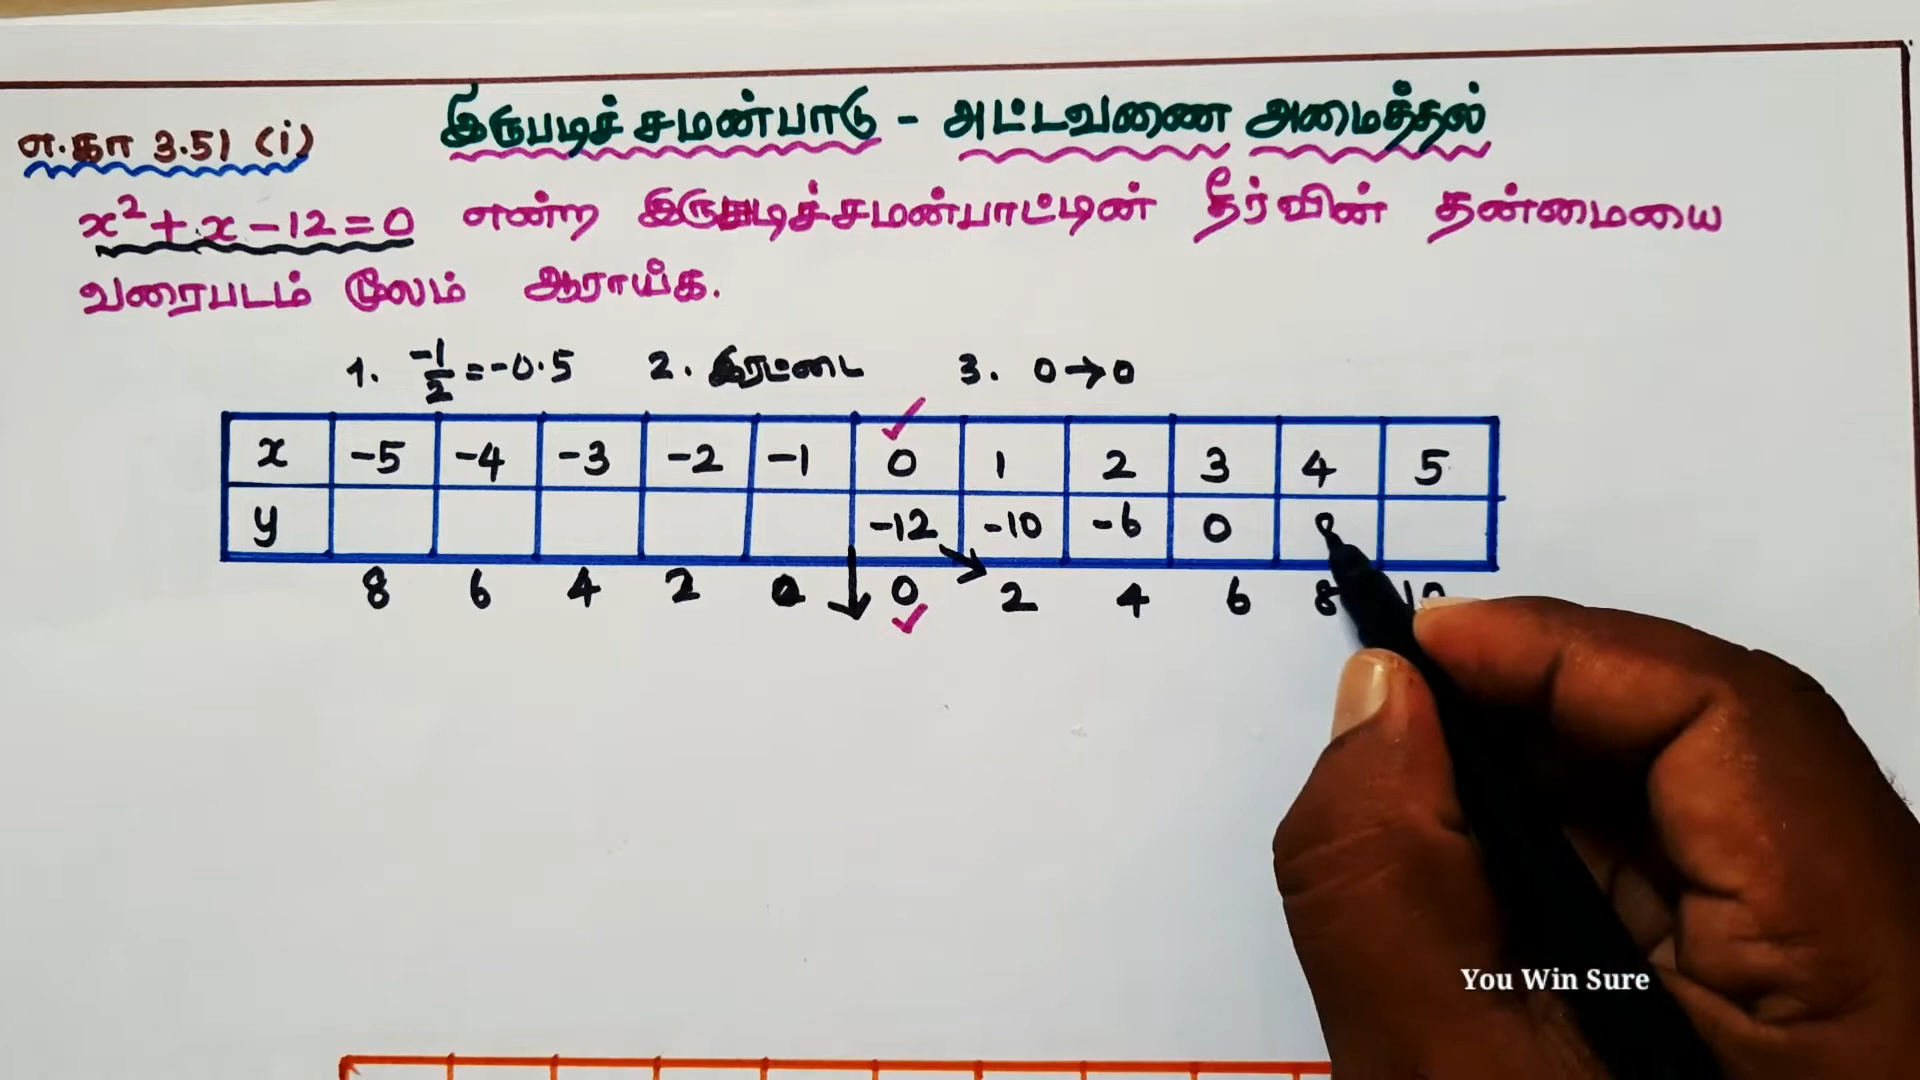 எ.கா 3.51 (i)
இருபடிச் சமன்பாடு - அட்டவணை அமைத்தல்
x² + x - 12 = 0 என்ற இருபடிச்சமன்பாட்டின் தீர்வின் தன்மையை
வரைபடம் மூலம் ஆராய்க.
1. -1/2 = -0.5 2. இரட்டை 3. 0 → 0
x -5 -4 -3 -2 -1 0 1 2 3 4 5
y -12 -10 -6 0 8
8 6 4 2 0 0 2 4 6 8 10
You Win Sure